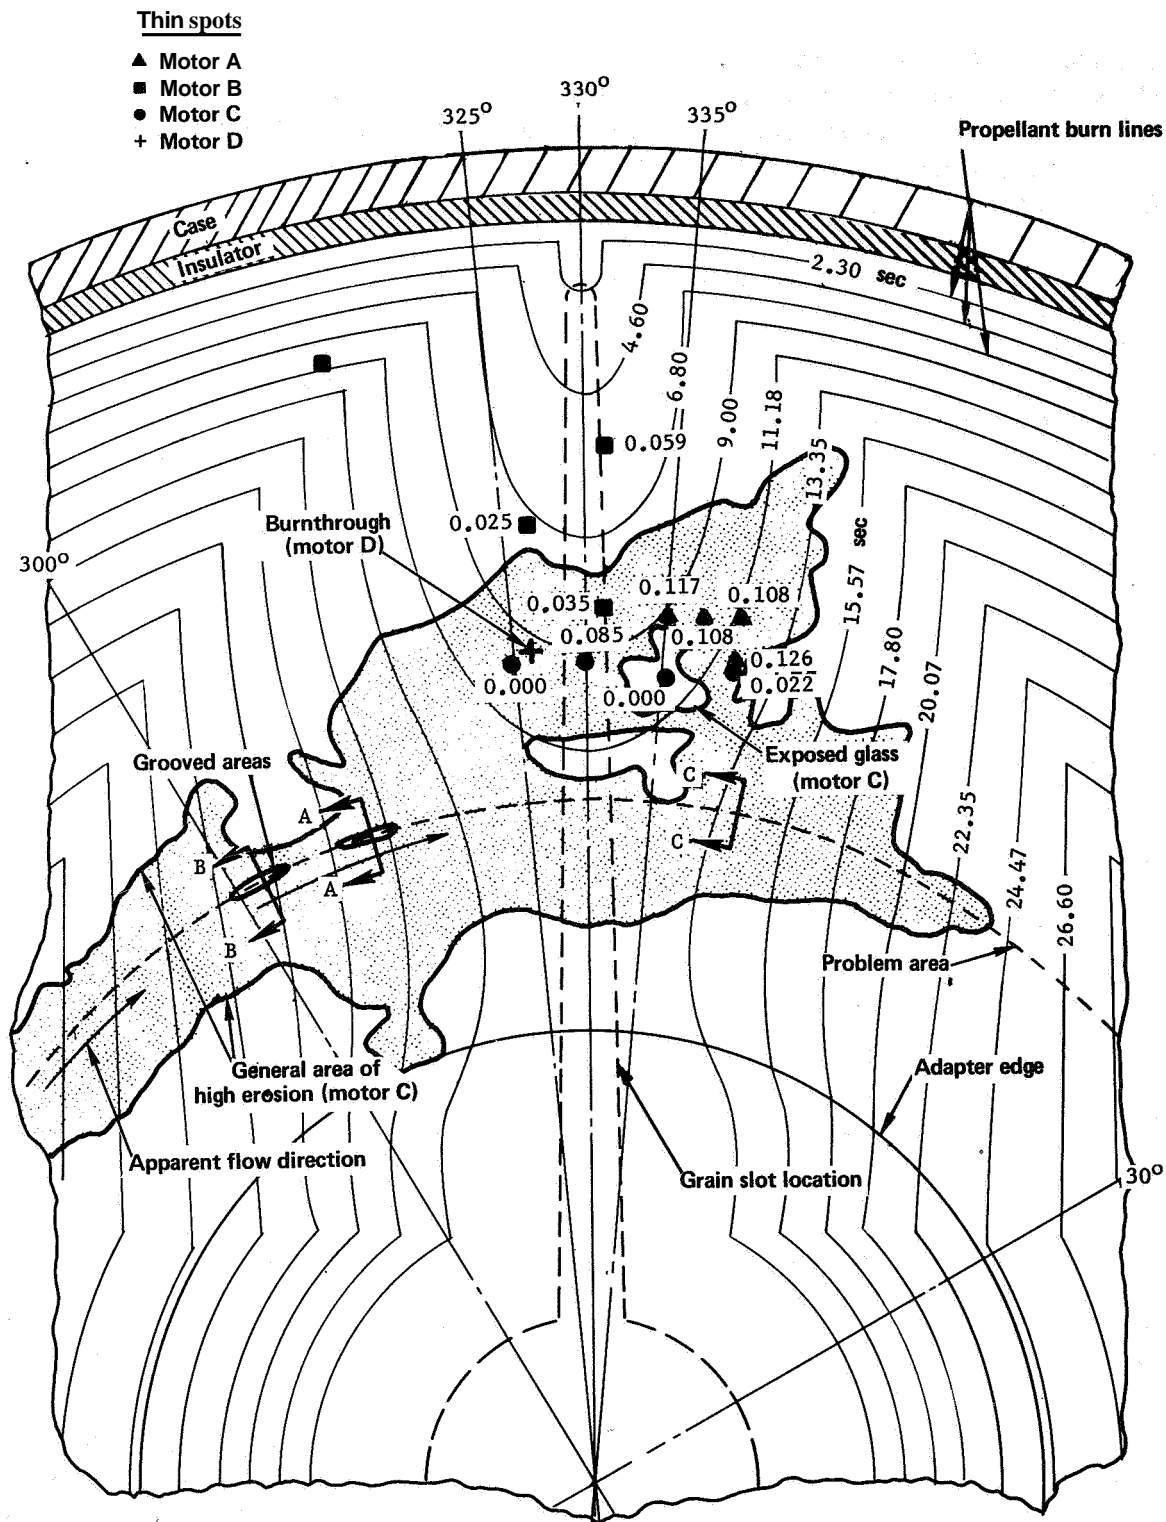 Thin spots
▲ Motor A
■ Motor B
● Motor C
+ Motor D
330°
325°
335°
Propellant burn lines
Case
Insulator
2.30 sec
4.60
6.80
9.00
11.18
13.35
15.57 sec
17.80
20.07
22.35
24.47
26.60
0.059
0.025
Burnthrough
(motor D)
300°
0.117
0.108
0.035
0.085
0.108
0.126
0.022
0.000
0.000
Exposed glass
(motor C)
Grooved areas
A
A
B
B
C
C
Problem area
General area of
high erosion (motor C)
Adapter edge
Apparent flow direction
Grain slot location
30°